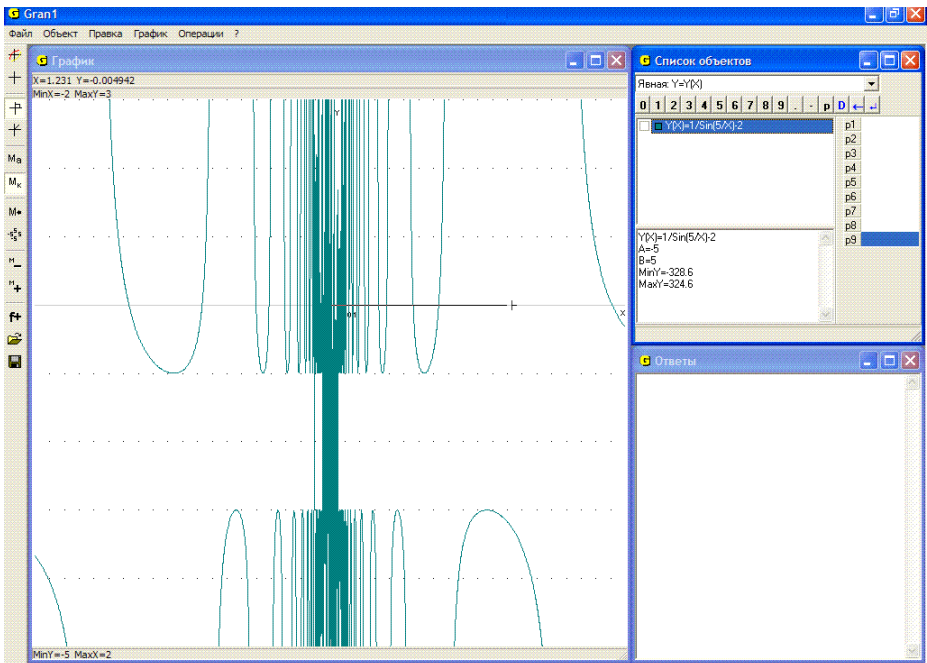 Gran1
Файл Объект Правка График Операции ?
График
X=1.231 Y=-0.004942
MinX=-2 MaxY=3
Y
X
MinY=-5 MaxX=2
Ma
Mк
M
-s s s s
M
M
f+
Список объектов
Явная: Y=Y(X)
0 1 2 3 4 5 6 7 8 9 . - p D
Y(X)=1/Sin(5/X)-2
p1
p2
p3
p4
p5
p6
p7
p8
p9
Y(X)=1/Sin(5/X)-2
A=-5
B=5
MinY=-328.6
MaxY=324.6
Ответы